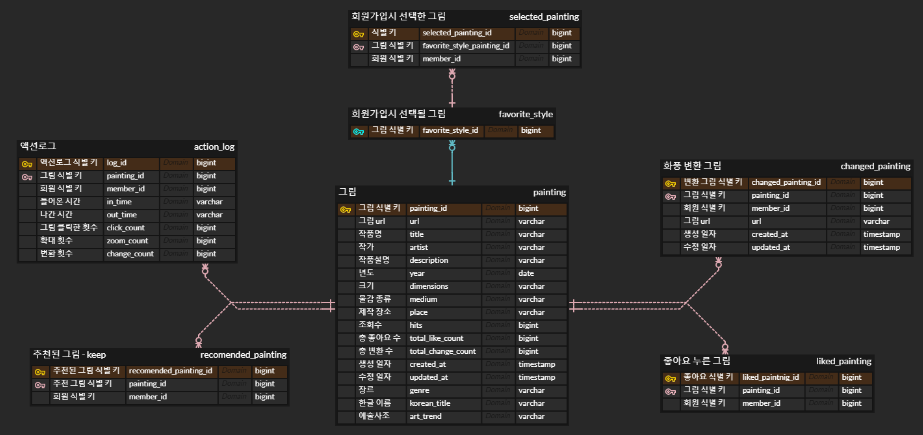 회원가입시 선택한 그림 selected_painting
식별 키 selected_painting_id Domain bigint
그림 식별 키 favorite_style_painting_id Domain bigint
회원 식별 키 member_id Domain bigint
회원가입시 선택될 그림 favorite_style
그림 식별 키 favorite_style_id Domain bigint
액션로그 action_log
액션로그 식별 키 log_id Domain bigint
그림 식별 키 painting_id Domain bigint
회원 식별 키 member_id Domain bigint
들어온 시간 in_time Domain varchar
나간 시간 out_time Domain varchar
그림 클릭한 횟수 click_count Domain bigint
확대 횟수 zoom_count Domain bigint
변환 횟수 change_count Domain bigint
그림 painting
그림 식별 키 painting_id Domain bigint
그림 url url Domain varchar
작품명 title Domain varchar
작가 artist Domain varchar
작품설명 description Domain varchar
년도 year Domain date
크기 dimensions Domain varchar
물감 종류 medium Domain varchar
제작 장소 place Domain varchar
조회수 hits Domain bigint
총 좋아요 수 total_like_count Domain bigint
총 변환 수 total_change_count Domain bigint
생성 일자 created_at Domain timestamp
수정 일자 updated_at Domain timestamp
장르 genre Domain varchar
한글 이름 korean_title Domain varchar
예술사조 art_trend Domain varchar
화풍 변환 그림 changed_painting
변환 그림 식별 키 changed_painting_id Domain bigint
그림 식별 키 painting_id Domain bigint
회원 식별 키 member_id Domain bigint
그림 url url Domain varchar
생성 일자 created_at Domain timestamp
수정 일자 updated_at Domain timestamp
추천된 그림 - keep recomended_painting
추천된 그림 식별 키 recomended_painting_id Domain bigint
추천 그림 식별 키 painting_id Domain bigint
회원 식별 키 member_id Domain bigint
좋아요 누른 그림 liked_painting
좋아요 식별 키 liked_paintnig_id Domain bigint
그림 식별 키 painting_id Domain bigint
회원 식별 키 member_id Domain bigint